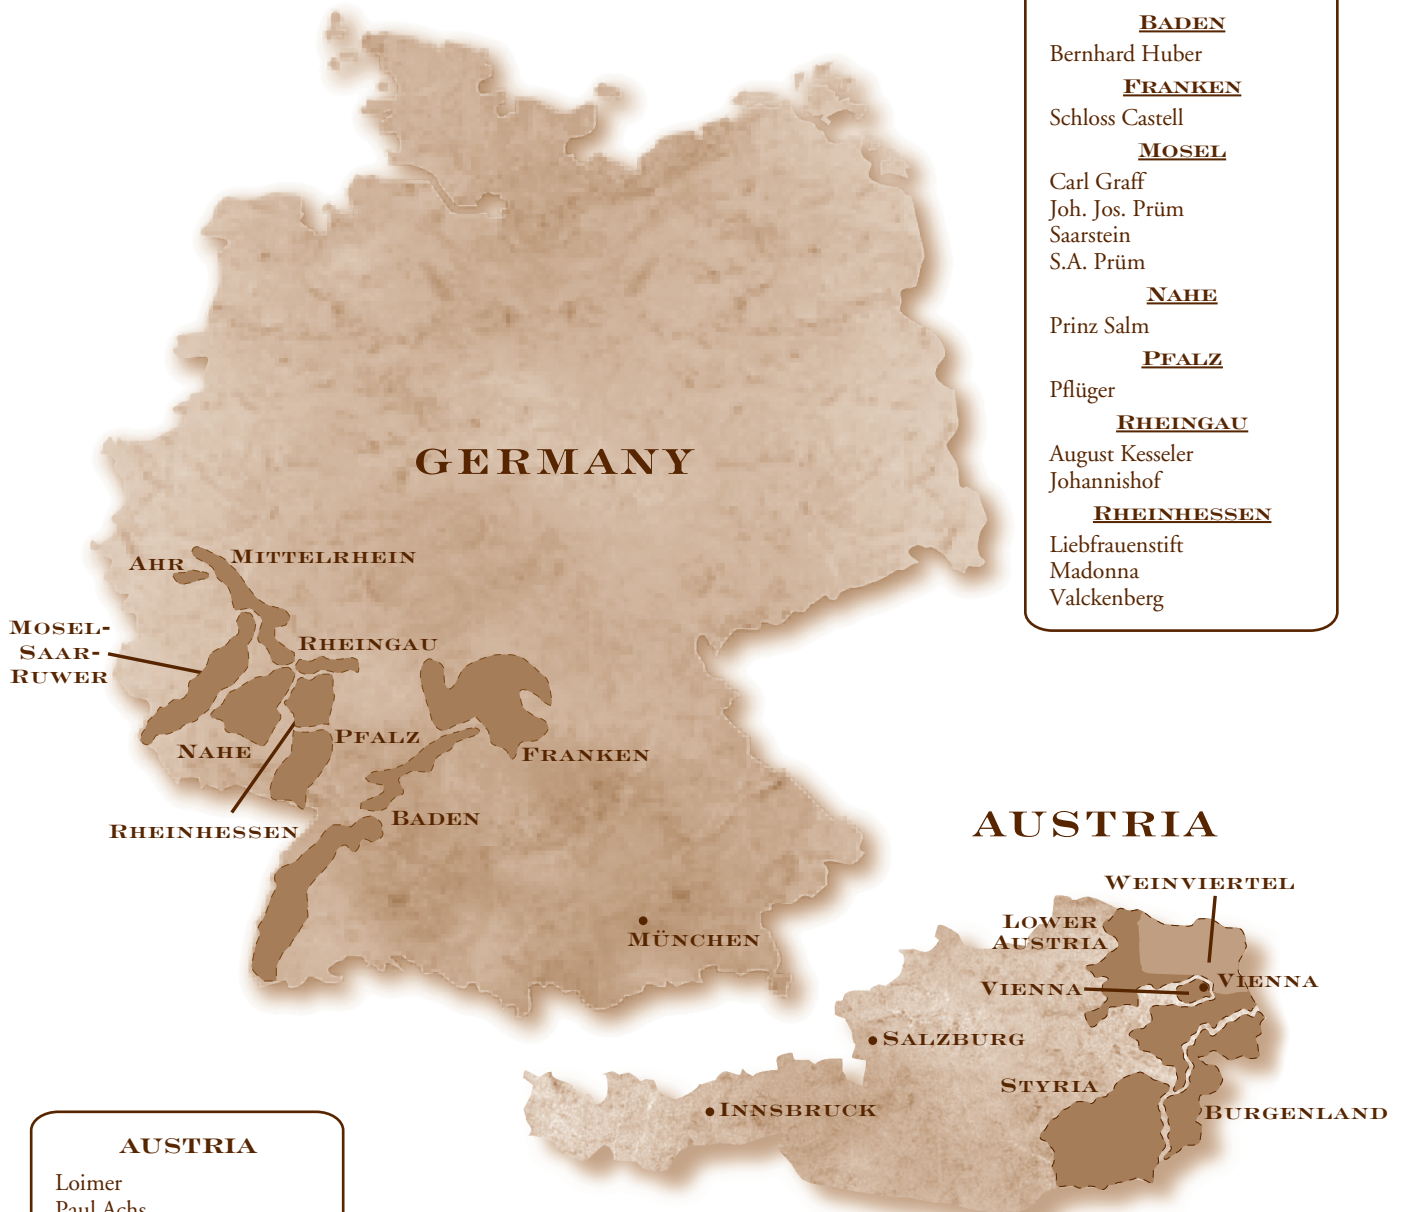 BADEN
Bernhard Huber
FRANKEN
Schloss Castell
MOSEL
Carl Graff
Joh. Jos. Prüm
Saarstein
S.A. Prüm
NAHE
Prinz Salm
PFALZ
Pflüger
RHEINGAU
August Kesseler
Johannishof
RHEINHESSEN
Liebfrauenstift
Madonna
Valckenberg
GERMANY
AHR
MITTELRHEIN
MOSEL-
SAAR-
RUWER
RHEINGAU
NAHE
PFALZ
FRANKEN
RHEINHESSEN
BADEN
MÜNCHEN
AUSTRIA
WEINVIERTEL
LOWER
AUSTRIA
VIENNA
VIENNA
SALZBURG
STYRIA
INNSBRUCK
BURGENLAND
AUSTRIA
Loimer
Paul Achs